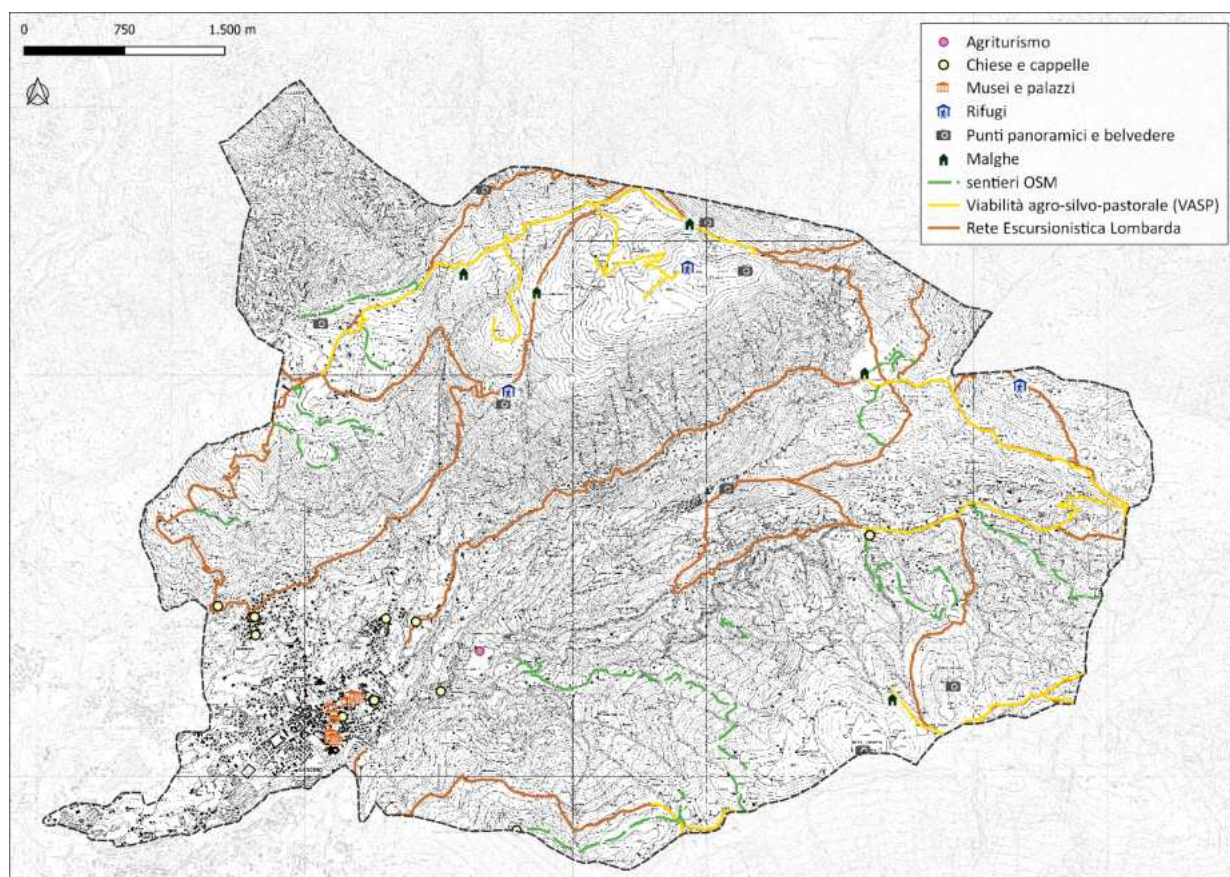 0 750 1.500 m
Agriturismo
Chiese e cappelle
Musei e palazzi
Rifugi
Punti panoramici e belvedere
Malghe
sentieri OSM
Viabilità agro-silvo-pastorale (VASP)
Rete Escursionistica Lombarda